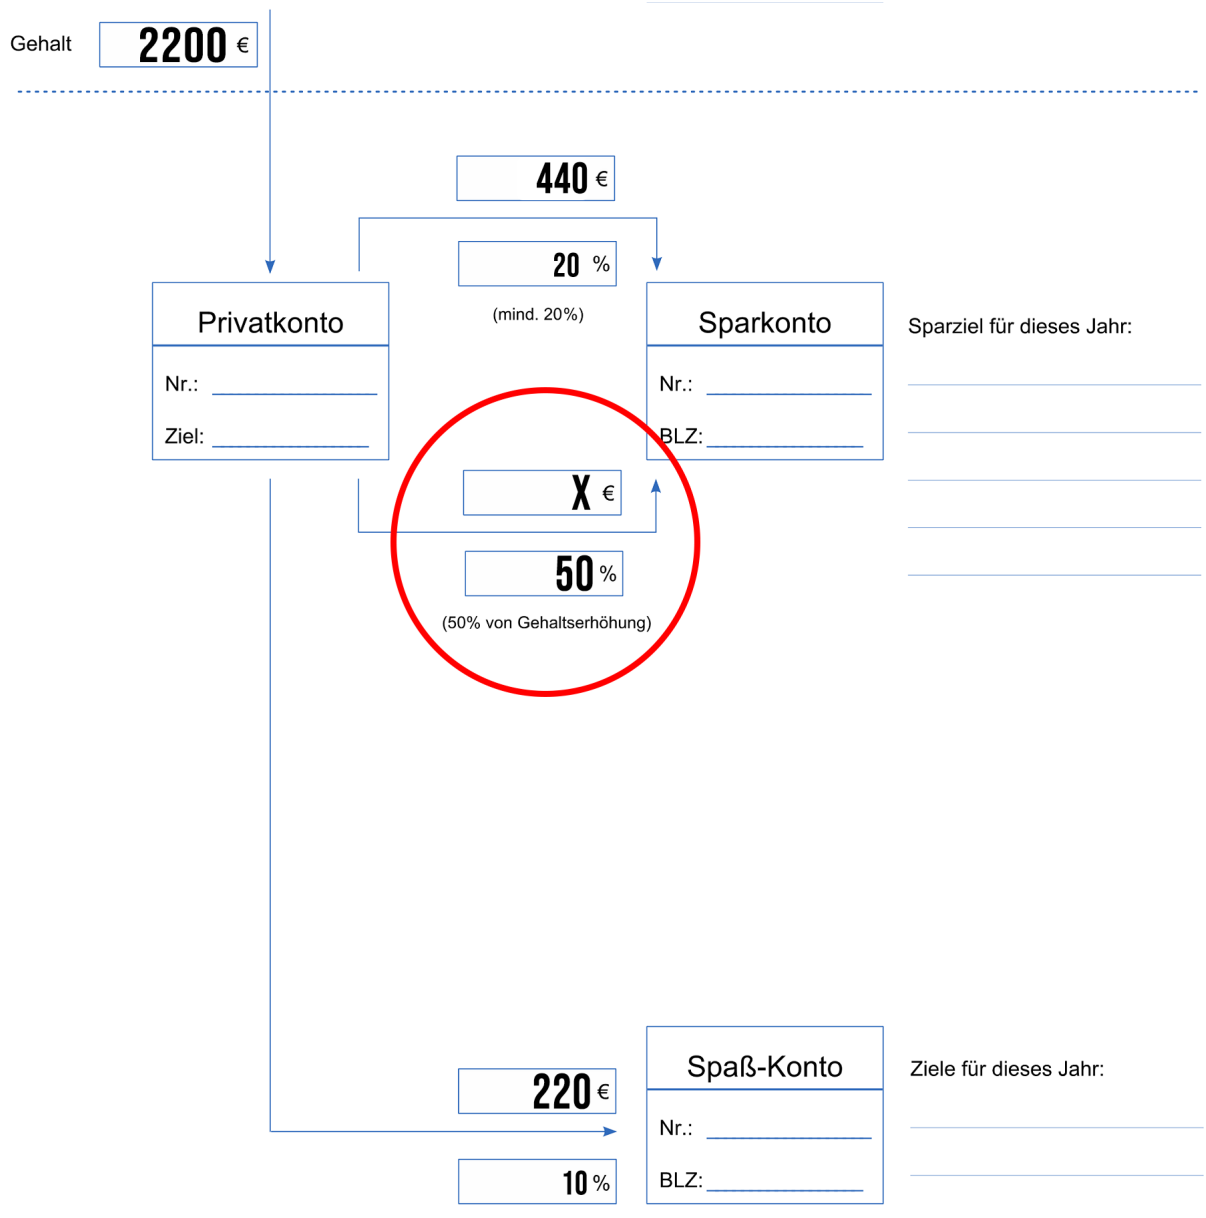 Gehalt 2200 €
440 €
20 %
(mind. 20%)
Privatkonto
Nr.:
Ziel:
Sparkonto
Nr.:
BLZ:
Sparziel für dieses Jahr:
X €
50 %
(50% von Gehaltserhöhung)
220 €
10 %
Spaß-Konto
Nr.:
BLZ:
Ziele für dieses Jahr: